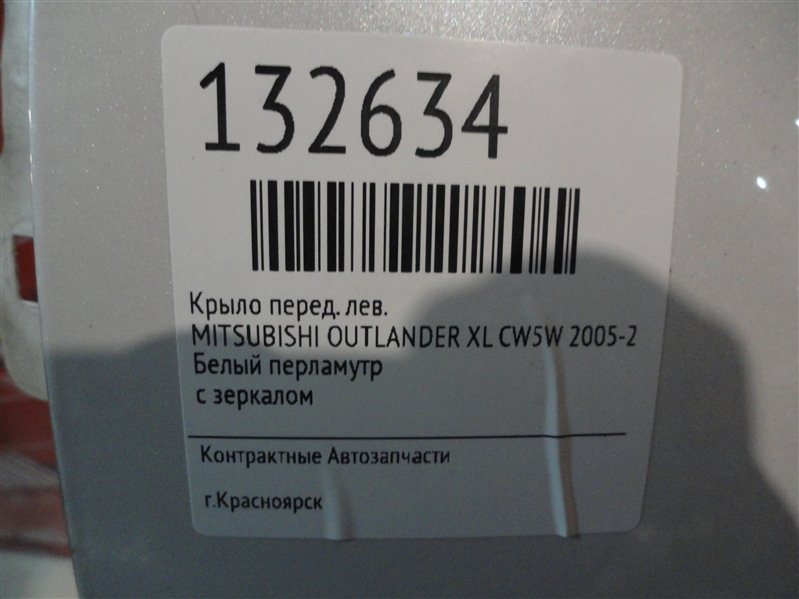 132634
Крыло перед. лев.
MITSUBISHI OUTLANDER XL CW5W 2005-2
Белый перламутр
с зеркалом
Контрактные Автозапчасти
г.Красноярск